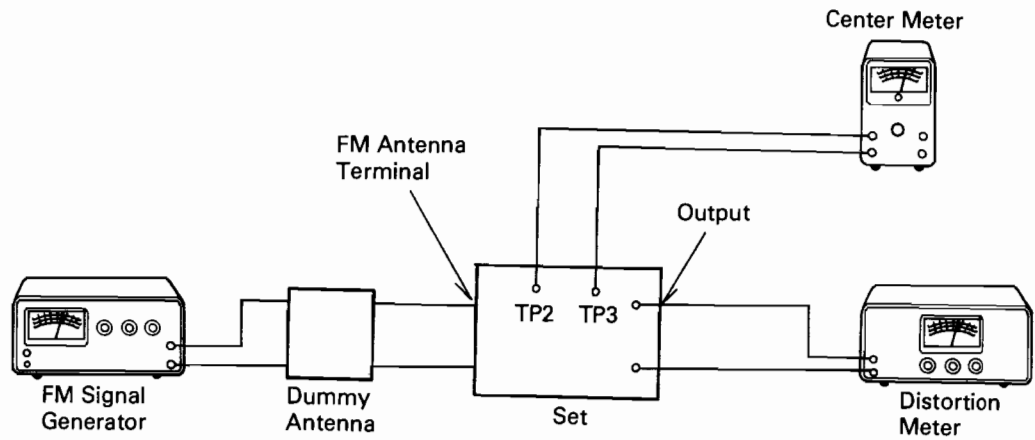 Center Meter
FM Antenna
Terminal
Output
TP2
TP3
FM Signal
Generator
Dummy
Antenna
Set
Distortion
Meter